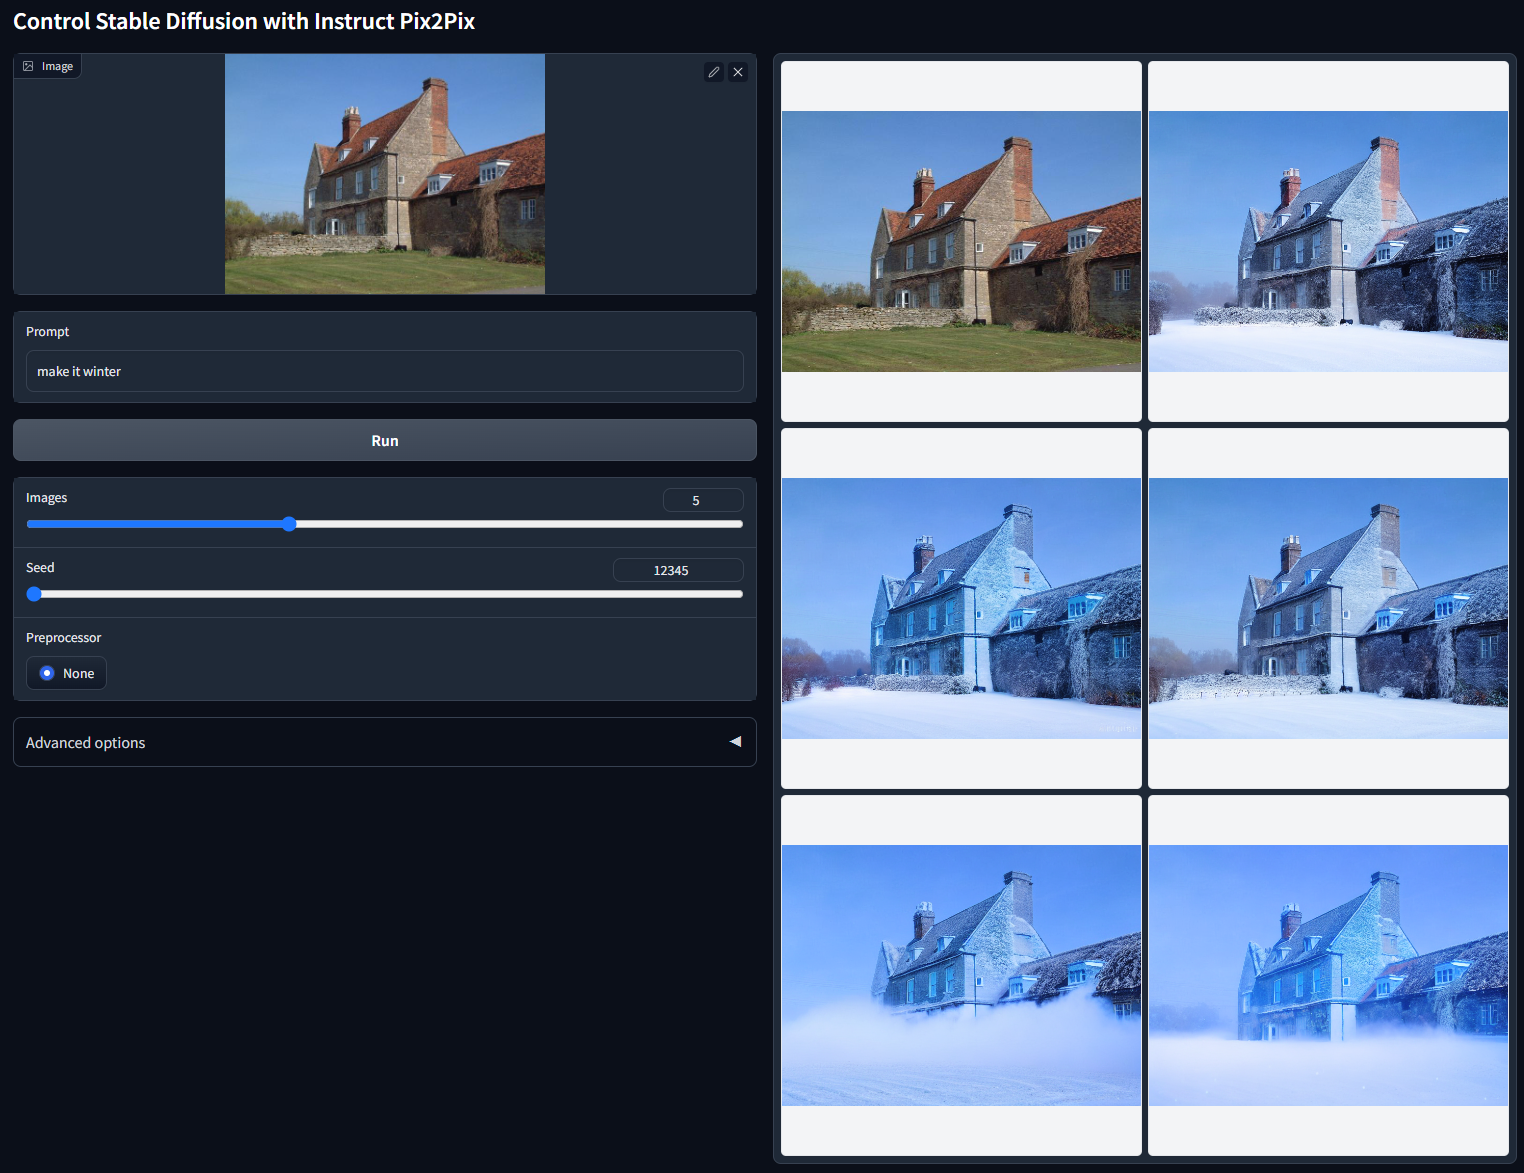 Control Stable Diffusion with Instruct Pix2Pix
Image
Prompt
make it winter
Run
Images
5
Seed
12345
Preprocessor
None
Advanced options